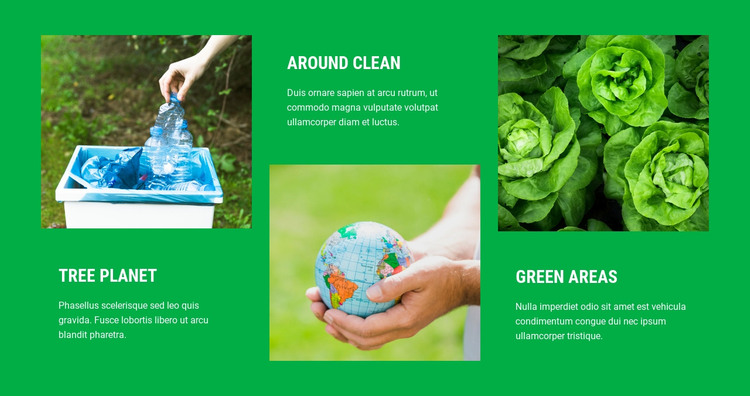 AROUND CLEAN
Duis ornare sapien at arcu rutrum, ut
commodo magna vulputate volutpat
ullamcorper diam et luctus.
TREE PLANET
Phasellus scelerisque sed leo quis
gravida. Fusce lobortis libero ut arcu
blandit pharetra.
GREEN AREAS
Nulla imperdiet odio sit amet est vehicula
condimentum congue dui nec ipsum
ullamcorper tristique.